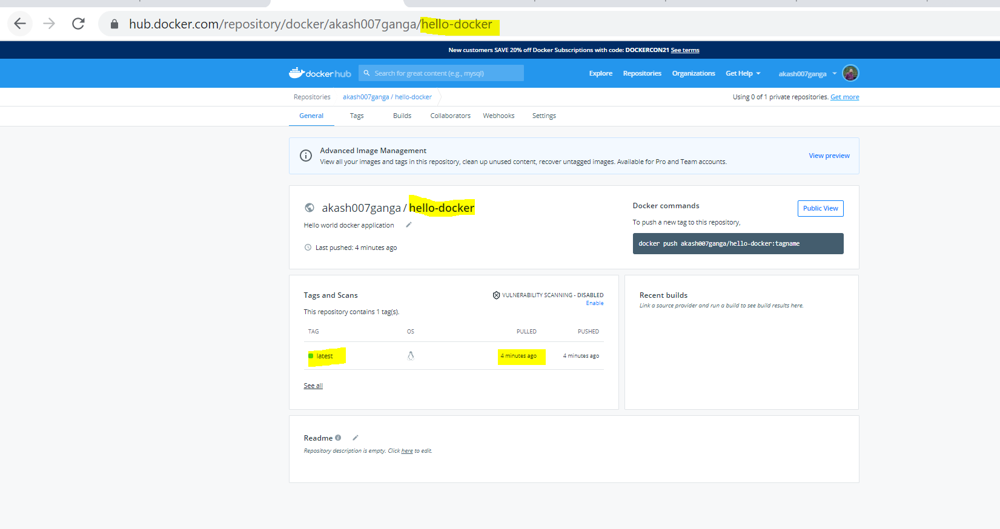 hub.docker.com/repository/docker/akash007ganga/hello-docker
New customers SAVE 20% off Docker Subscriptions with code: DOCKERCON21 See terms
docker hub
Search for great content (e.g., mysql)
Explore
Repositories
Organizations
Get Help
akash007ganga
Repositories
akash007ganga / hello-docker
Using 0 of 1 private repositories. Get more
General
Tags
Builds
Collaborators
Webhooks
Settings
Advanced Image Management
View all your images and tags in this repository, clean up unused content, recover untagged images. Available for Pro and Team accounts.
View preview
akash007ganga / hello-docker
Hello world docker application
Last pushed: 4 minutes ago
Docker commands
Public View
To push a new tag to this repository,
docker push akash007ganga/hello-docker:tagname
Tags and Scans
VULNERABILITY SCANNING - DISABLED
Enable
This repository contains 1 tag(s).
TAG
OS
PULLED
PUSHED
latest
4 minutes ago
4 minutes ago
See all
Recent builds
Link a source provider and run a build to see build results here.
Readme
Repository description is empty. Click here to edit.